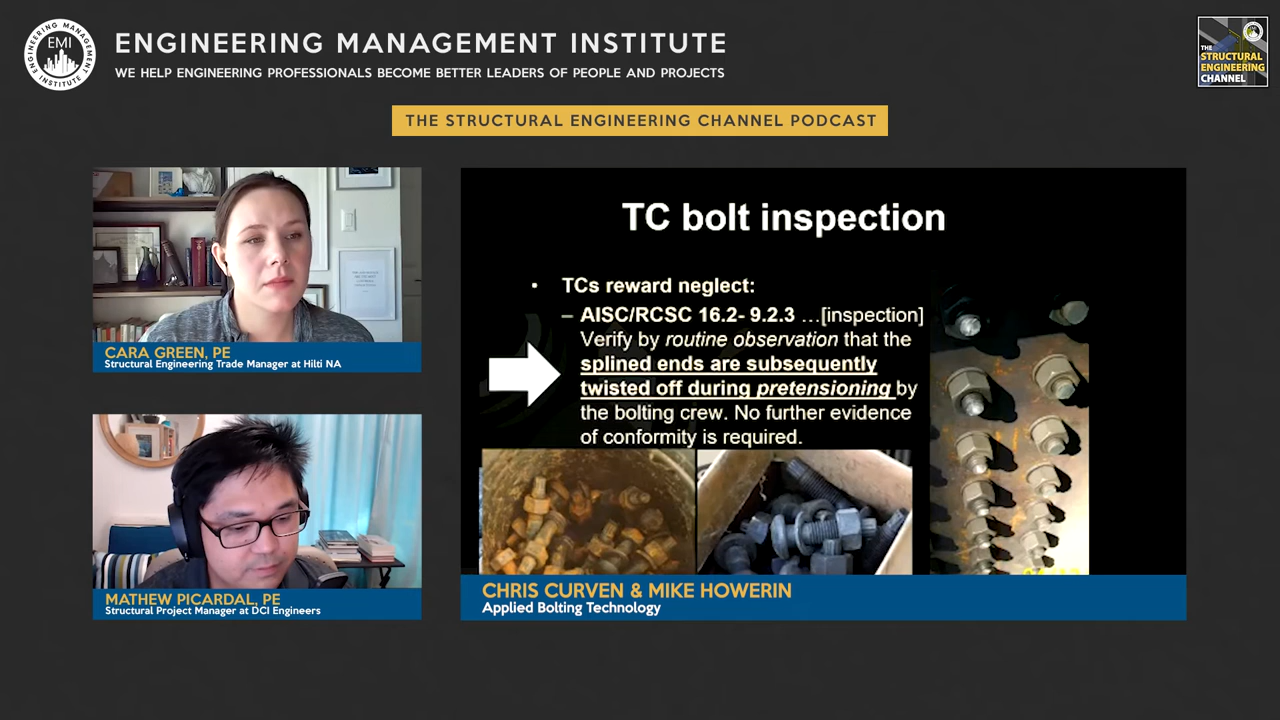 EMI
ENGINEERING MANAGEMENT INSTITUTE
ENGINEERING MANAGEMENT INSTITUTE
WE HELP ENGINEERING PROFESSIONALS BECOME BETTER LEADERS OF PEOPLE AND PROJECTS
THE
STRUCTURAL
ENGINEERING
CHANNEL
THE STRUCTURAL ENGINEERING CHANNEL PODCAST
CARA GREEN, PE
Structural Engineering Trade Manager at Hilti NA
MATHEW PICARDAL, PE
Structural Project Manager at DCI Engineers
TC bolt inspection
• TCs reward neglect:
– AISC/RCSC 16.2- 9.2.3 ...[inspection]
Verify by routine observation that the
splined ends are subsequently
twisted off during pretensioning by
the bolting crew. No further evidence
of conformity is required.
CHRIS CURVEN & MIKE HOWERIN
Applied Bolting Technology